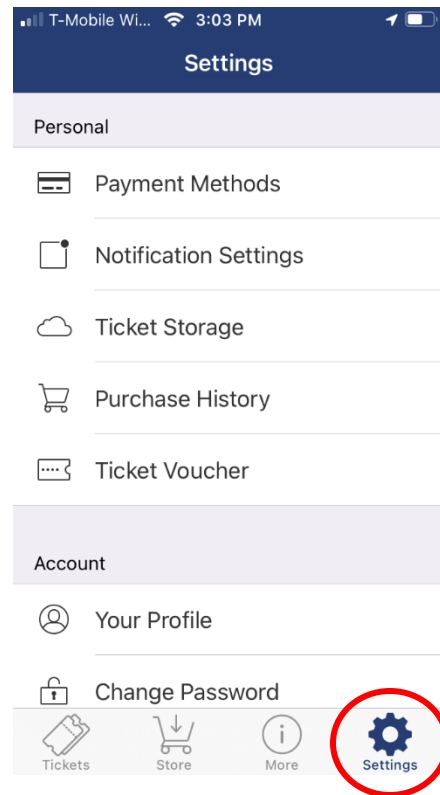 T-Mobile Wi... 3:03 PM
Settings
Personal
Payment Methods
Notification Settings
Ticket Storage
Purchase History
Ticket Voucher
Account
Your Profile
Change Password
Tickets Store More Settings